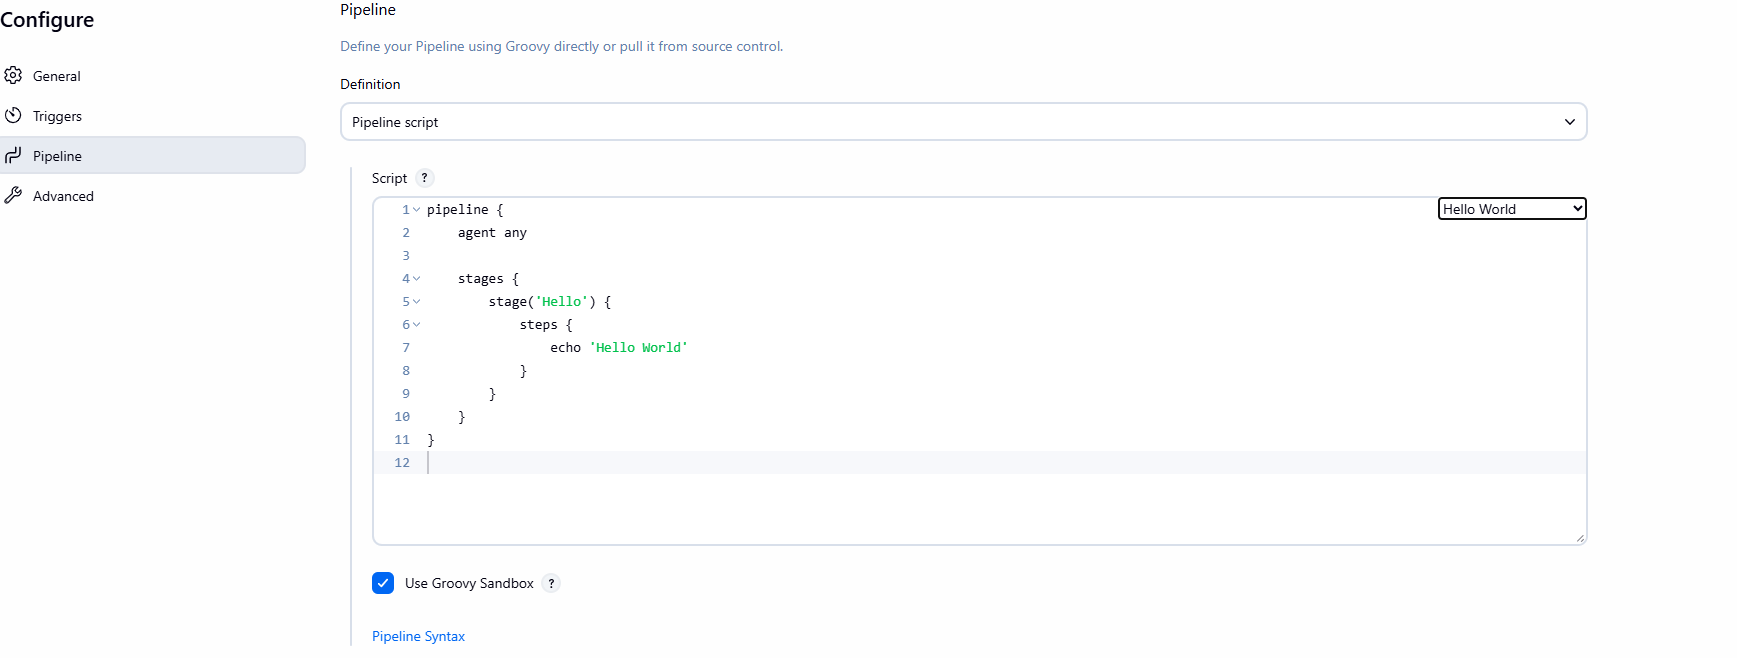 Configure
General
Triggers
Pipeline
Advanced
Pipeline
Define your Pipeline using Groovy directly or pull it from source control.
Definition
Pipeline script
Script ?
Hello World
1 pipeline {
2     agent any
3
4     stages {
5         stage('Hello') {
6             steps {
7                 echo 'Hello World'
8             }
9         }
10     }
11 }
12
Use Groovy Sandbox ?
Pipeline Syntax